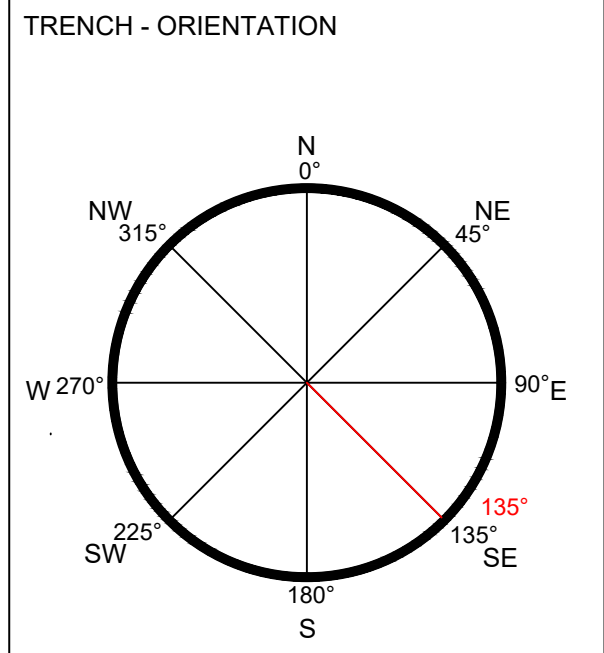 TRENCH - ORIENTATION
N
0°
NW
315°
NE
45°
W 270°
90° E
135°
225°
SW
135°
SE
180°
S